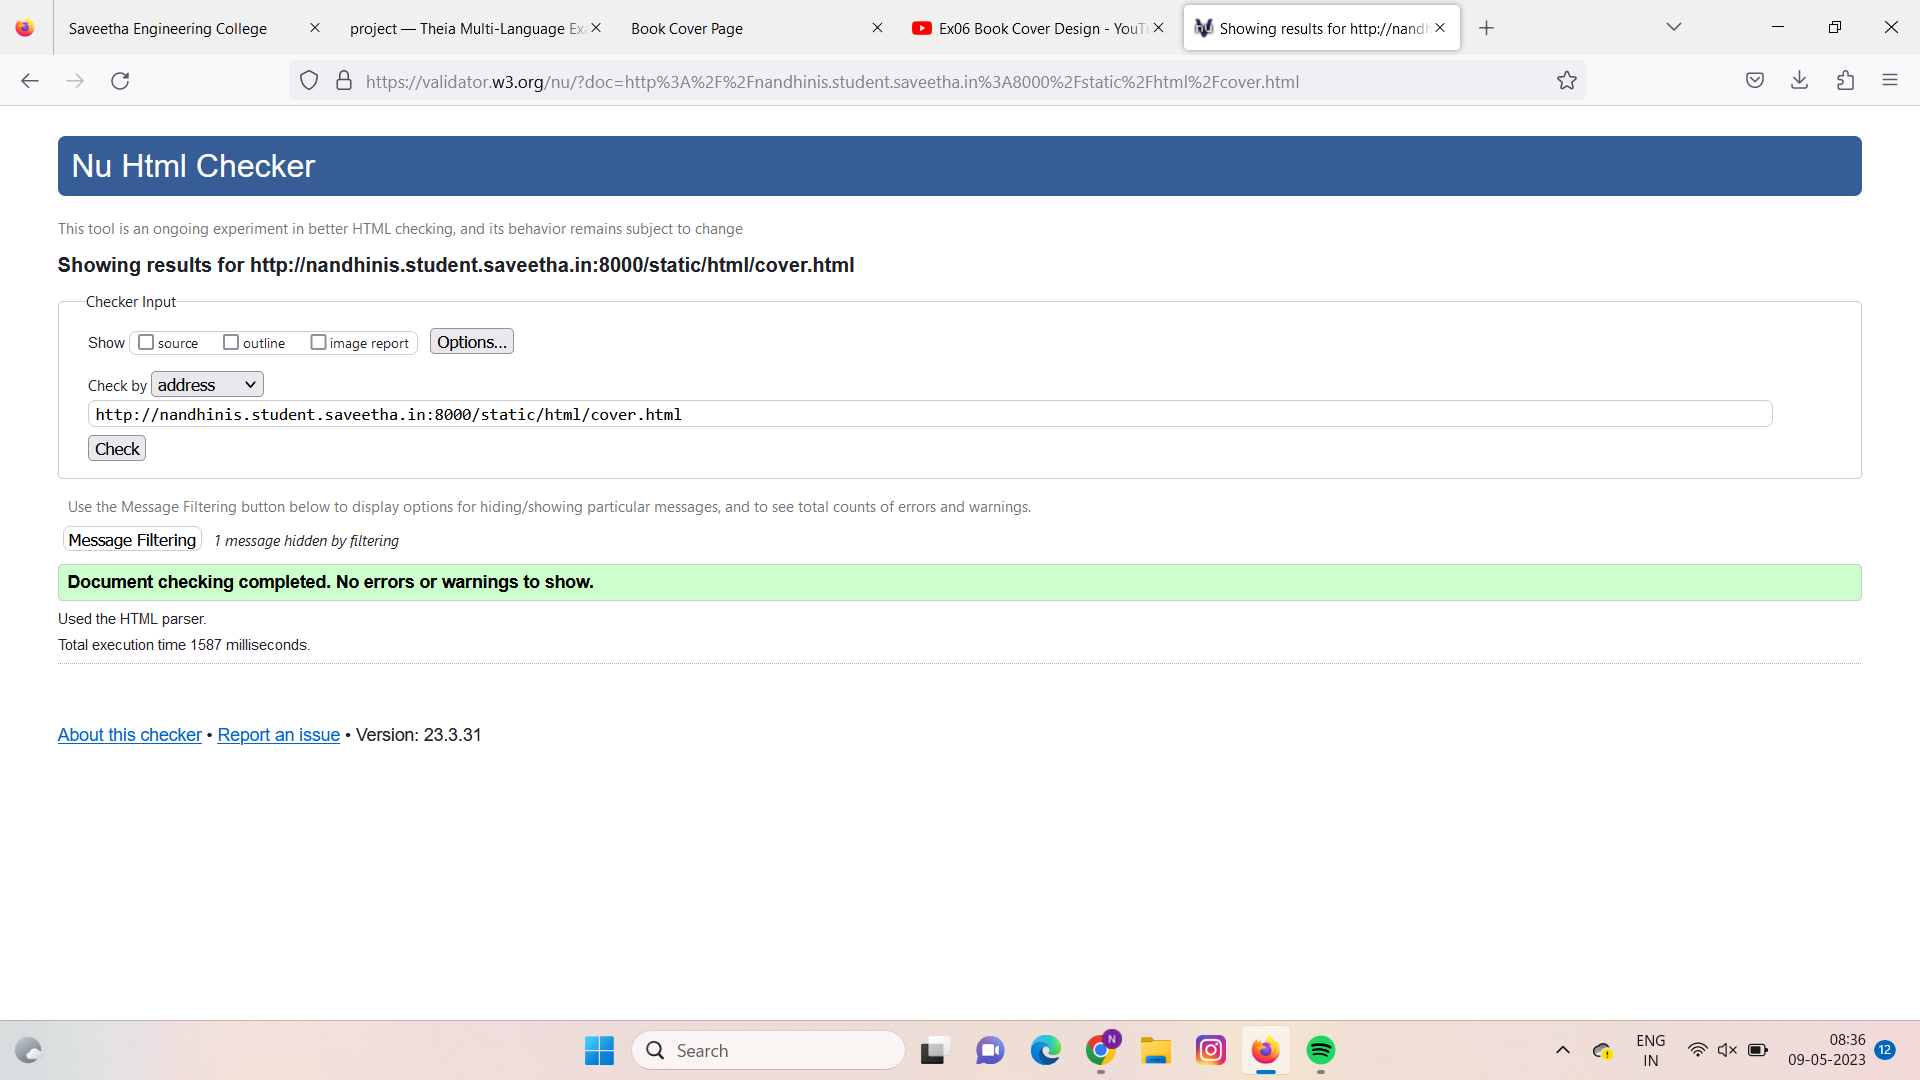 Saveetha Engineering College
project — Theia Multi-Language Ex
Book Cover Page
Ex06 Book Cover Design - YouT
Showing results for http://nandh
https://validator.w3.org/nu/?doc=http%3A%2F%2Fnandhinis.student.saveetha.in%3A8000%2Fstatic%2Fhtml%2Fcover.html
Nu Html Checker
This tool is an ongoing experiment in better HTML checking, and its behavior remains subject to change
Showing results for http://nandhinis.student.saveetha.in:8000/static/html/cover.html
Checker Input
Show source outline image report Options...
Check by address
http://nandhinis.student.saveetha.in:8000/static/html/cover.html
Check
Use the Message Filtering button below to display options for hiding/showing particular messages, and to see total counts of errors and warnings.
Message Filtering 1 message hidden by filtering
Document checking completed. No errors or warnings to show.
Used the HTML parser.
Total execution time 1587 milliseconds.
About this checker • Report an issue • Version: 23.3.31
Search
N
ENG
IN
08:36
09-05-2023
12